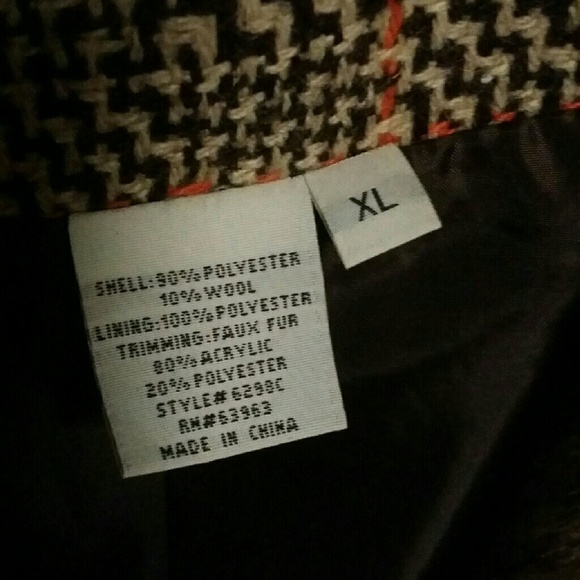 SHELL:90%POLYESTER
10%WOOL
LINING:100%POLYESTER
TRIMMING:FAUX FUR
80%ACRYLIC
20%POLYESTER
STYLE#6298C
RN#63963
MADE IN CHINA
XL